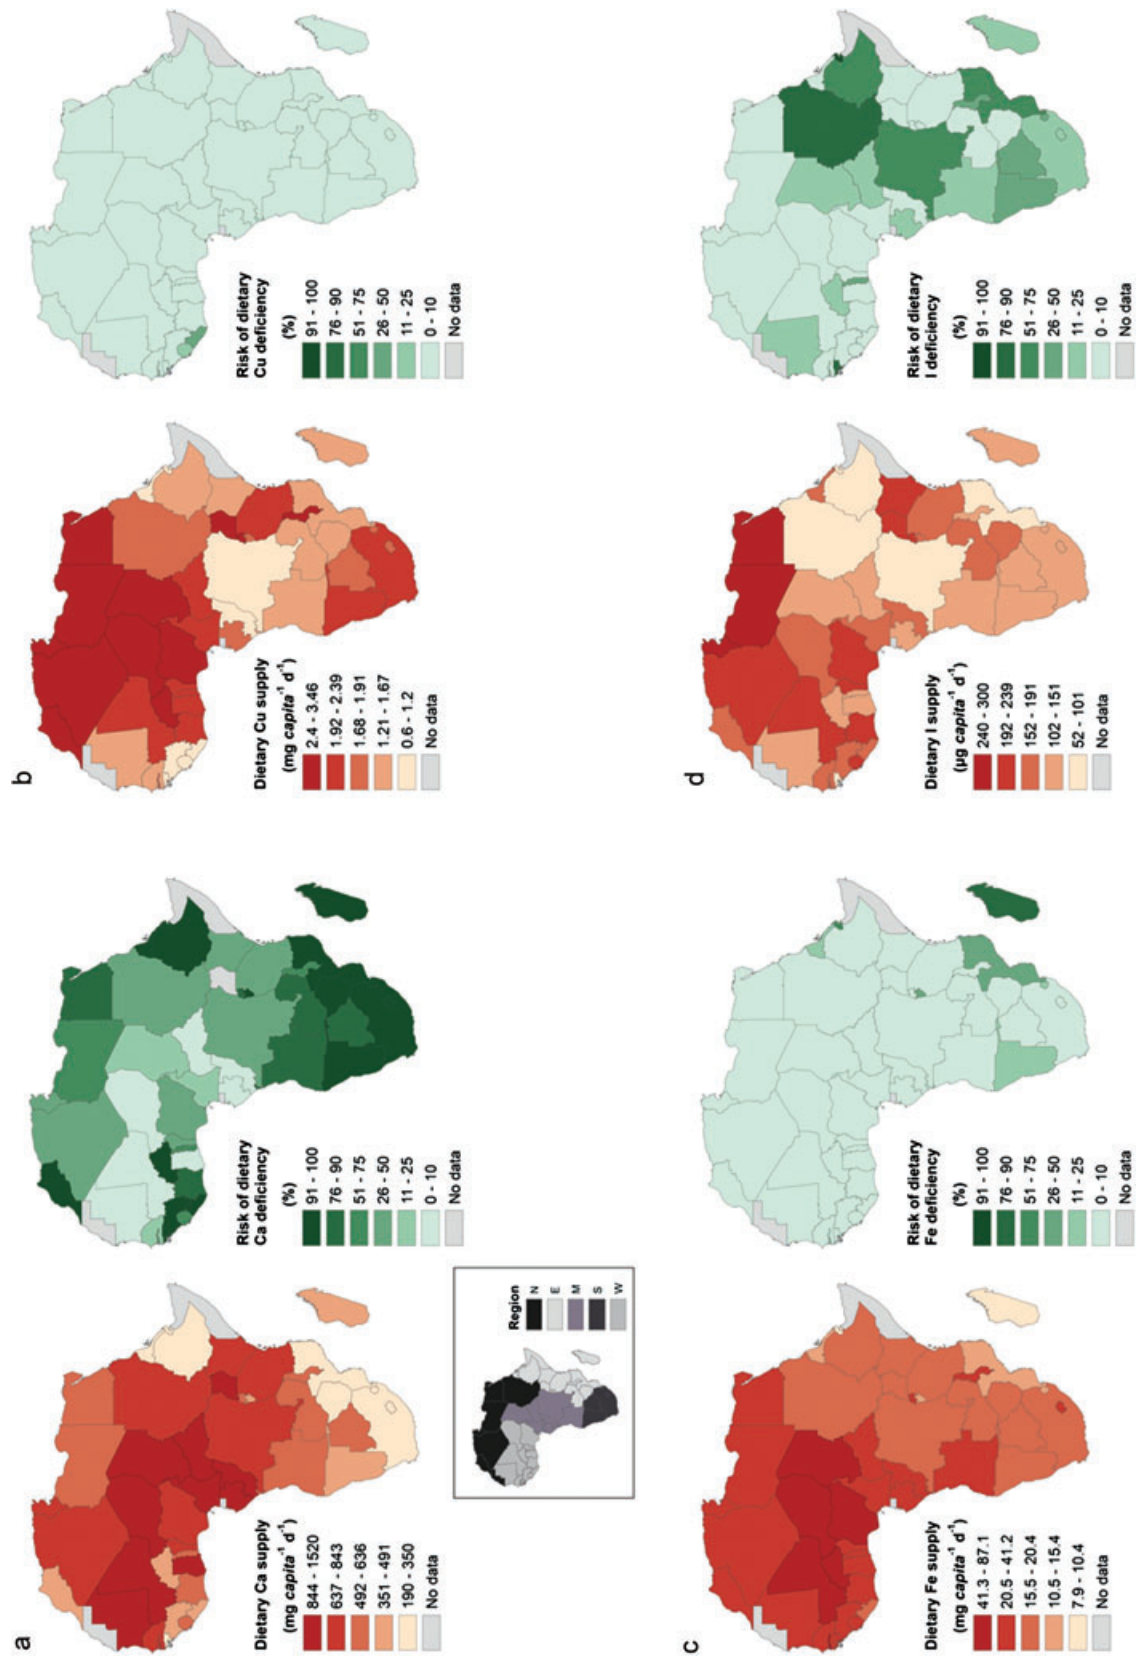 a
Dietary Ca supply
(mg capita⁻¹ d⁻¹)
844 - 1520
637 - 843
492 - 636
351 - 491
190 - 350
No data
Risk of dietary
Ca deficiency
(%)
91 - 100
76 - 90
51 - 75
26 - 50
11 - 25
0 - 10
No data
b
Dietary Cu supply
(mg capita⁻¹ d⁻¹)
2.4 - 3.46
1.92 - 2.39
1.68 - 1.91
1.21 - 1.67
0.6 - 1.2
No data
Risk of dietary
Cu deficiency
(%)
91 - 100
76 - 90
51 - 75
26 - 50
11 - 25
0 - 10
No data
Region
N
E
M
S
W
c
Dietary Fe supply
(mg capita⁻¹ d⁻¹)
41.3 - 87.1
20.5 - 41.2
15.5 - 20.4
10.5 - 15.4
7.9 - 10.4
No data
Risk of dietary
Fe deficiency
(%)
91 - 100
76 - 90
51 - 75
26 - 50
11 - 25
0 - 10
No data
d
Dietary I supply
(µg capita⁻¹ d⁻¹)
240 - 300
192 - 239
152 - 191
102 - 151
52 - 101
No data
Risk of dietary
I deficiency
(%)
91 - 100
76 - 90
51 - 75
26 - 50
11 - 25
0 - 10
No data